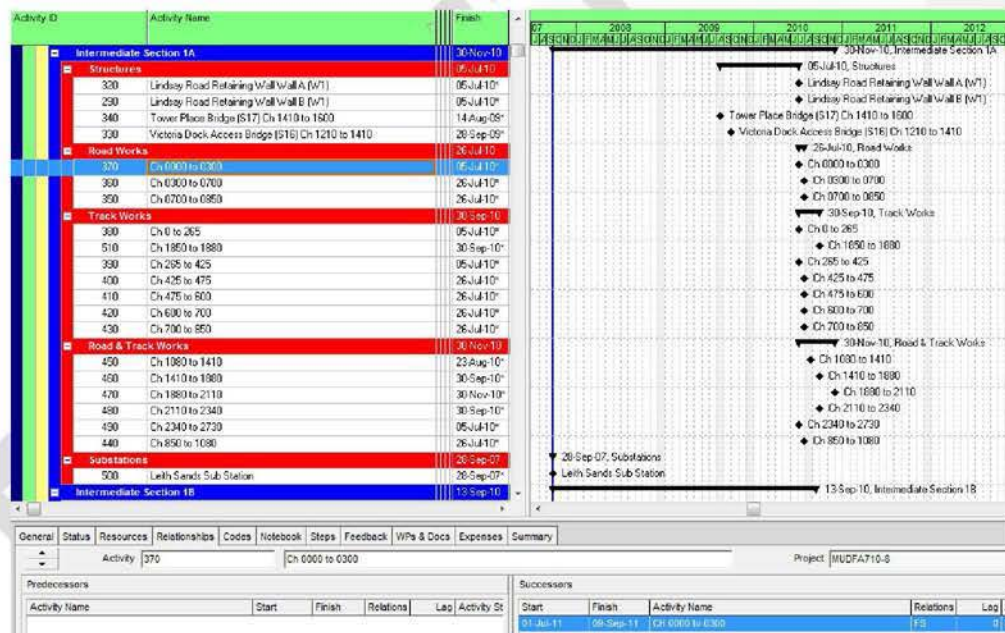 Activity ID Activity Name Finish
07 2008 2009 2010 2011 2012
Intermediate Section 1A 30-Nov-10 30-Nov-10, Intermediate Section 1A
Structures 05-Jul-10 05-Jul-10, Structures
320 Lindsay Road Retaining Wall Wall A (W1) 05-Jul-10* Lindsay Road Retaining Wall Wall A (W1)
290 Lindsay Road Retaining Wall Wall B (W1) 05-Jul-10* Lindsay Road Retaining Wall Wall B (W1)
340 Tower Place Bridge (S17) Ch 1410 to 1600 14-Aug-09* Tower Place Bridge (S17) Ch 1410 to 1600
330 Victoria Dock Access Bridge (S16) Ch 1210 to 1410 28-Sep-09* Victoria Dock Access Bridge (S16) Ch 1210 to 1410
Road Works 26-Jul-10 26-Jul-10, Road Works
370 Ch 0000 to 0300 05-Jul-10* Ch 0000 to 0300
360 Ch 0300 to 0700 26-Jul-10* Ch 0300 to 0700
350 Ch 0700 to 0850 26-Jul-10* Ch 0700 to 0850
Track Works 30-Sep-10 30-Sep-10, Track Works
380 Ch 0 to 265 05-Jul-10* Ch 0 to 265
510 Ch 1850 to 1880 30-Sep-10* Ch 1850 to 1880
390 Ch 265 to 425 05-Jul-10* Ch 265 to 425
400 Ch 425 to 475 26-Jul-10* Ch 425 to 475
410 Ch 475 to 600 26-Jul-10* Ch 475 to 600
420 Ch 600 to 700 26-Jul-10* Ch 600 to 700
430 Ch 700 to 850 26-Jul-10* Ch 700 to 850
Road & Track Works 30-Nov-10 30-Nov-10, Road & Track Works
450 Ch 1080 to 1410 23-Aug-10* Ch 1080 to 1410
460 Ch 1410 to 1880 30-Sep-10* Ch 1410 to 1880
470 Ch 1880 to 2110 30-Nov-10* Ch 1880 to 2110
480 Ch 2110 to 2340 30-Sep-10* Ch 2110 to 2340
490 Ch 2340 to 2730 05-Jul-10* Ch 2340 to 2730
440 Ch 850 to 1080 26-Jul-10* Ch 850 to 1080
Substations 28-Sep-07 28-Sep-07, Substations
500 Leith Sands Sub Station 28-Sep-07* Leith Sands Sub Station
Intermediate Section 1B 13-Sep-10 13-Sep-10, Intermediate Section 1B
General Status Resources Relationships Codes Notebook Steps Feedback WPs & Docs Expenses Summary
Activity 370 Ch 0000 to 0300 Project MUDFA710-8
Predecessors Successors
Activity Name Start Finish Relations Lag Activity St Start Finish Activity Name Relations Lag
01-Jul-11 09-Sep-11 CH 0000 to 0300 FS 0